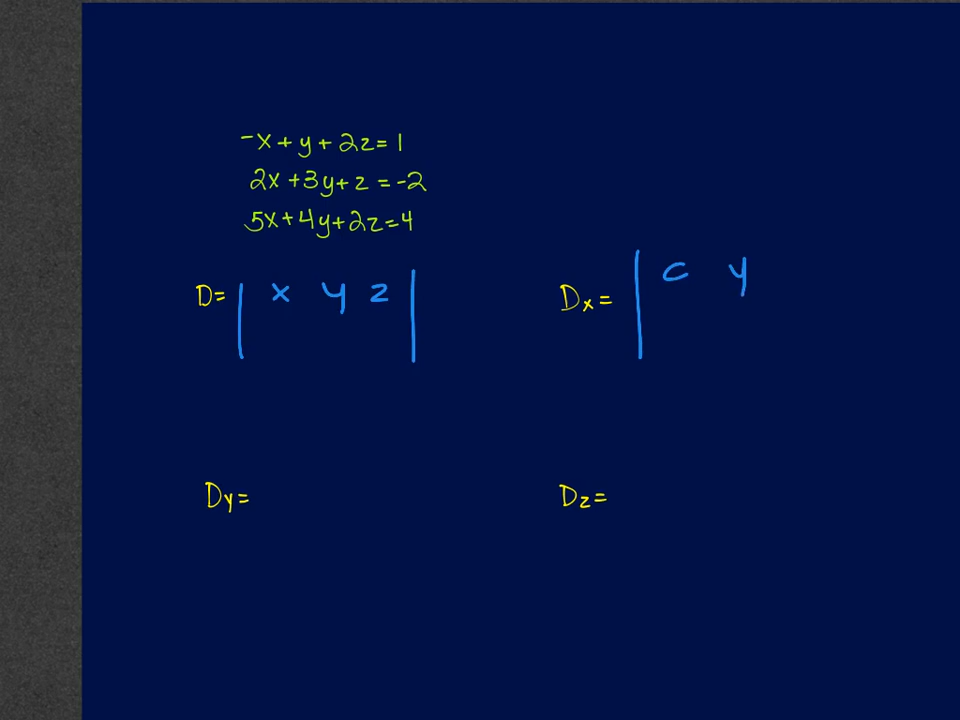 -x + y + 2z = 1
2x + 3y + z = -2
5x + 4y + 2z = 4
D= | x y z |
Dx = | c y
Dy =
Dz =